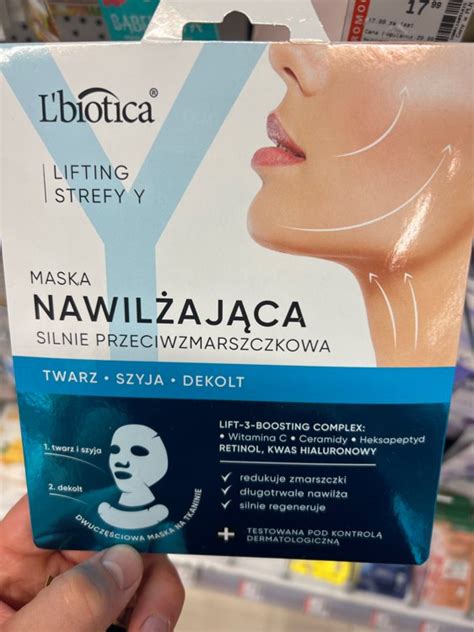 17 99
L'biotica®
LIFTING
STREFY Y
MASKA
NAWILŻAJĄCA
SILNIE PRZECIWZMARSZCZKOWA
TWARZ • SZYJA • DEKOLT
LIFT-3-BOOSTING COMPLEX:
• Witamina C • Ceramidy • Heksapeptyd
RETINOL, KWAS HIALURONOWY
1. twarz i szyja
2. dekolt
DWUCZĘŚCIOWA MASKA NA TKANINIE
redukuje zmarszczki
długotrwale nawilża
silnie regeneruje
TESTOWANA POD KONTROLĄ
DERMATOLOGICZNĄ